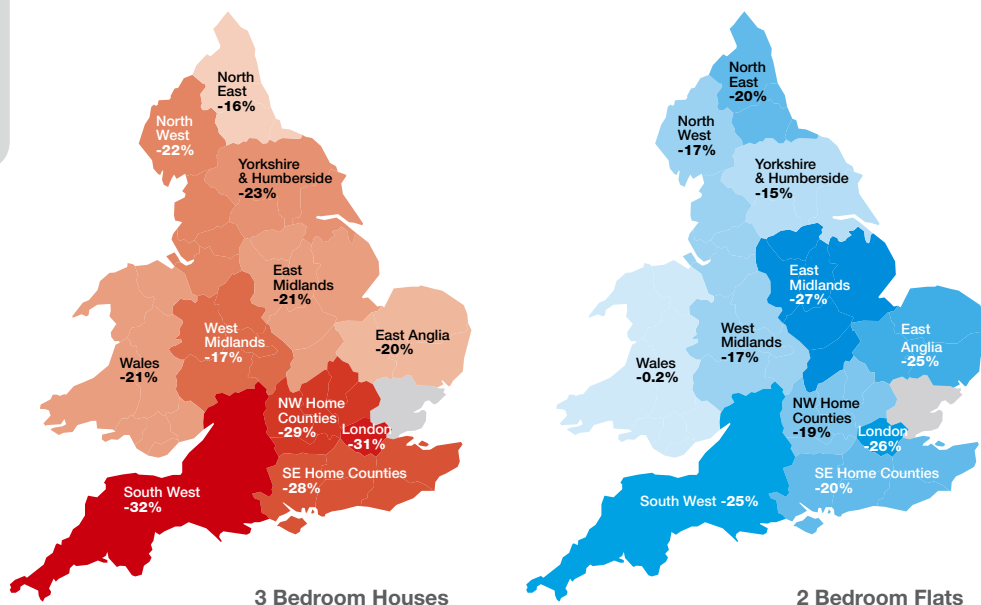 North
East
-16%
North
West
-22%
Yorkshire
& Humberside
-23%
East
Midlands
-21%
West
Midlands
-17%
East Anglia
-20%
Wales
-21%
NW Home
Counties
-29%
London
-31%
SE Home Counties
-28%
South West
-32%
3 Bedroom Houses
North
East
-20%
North
West
-17%
Yorkshire
& Humberside
-15%
East
Midlands
-27%
West
Midlands
-17%
East
Anglia
-25%
Wales
-0.2%
NW Home
Counties
-19%
London
-26%
SE Home Counties
-20%
South West -25%
2 Bedroom Flats